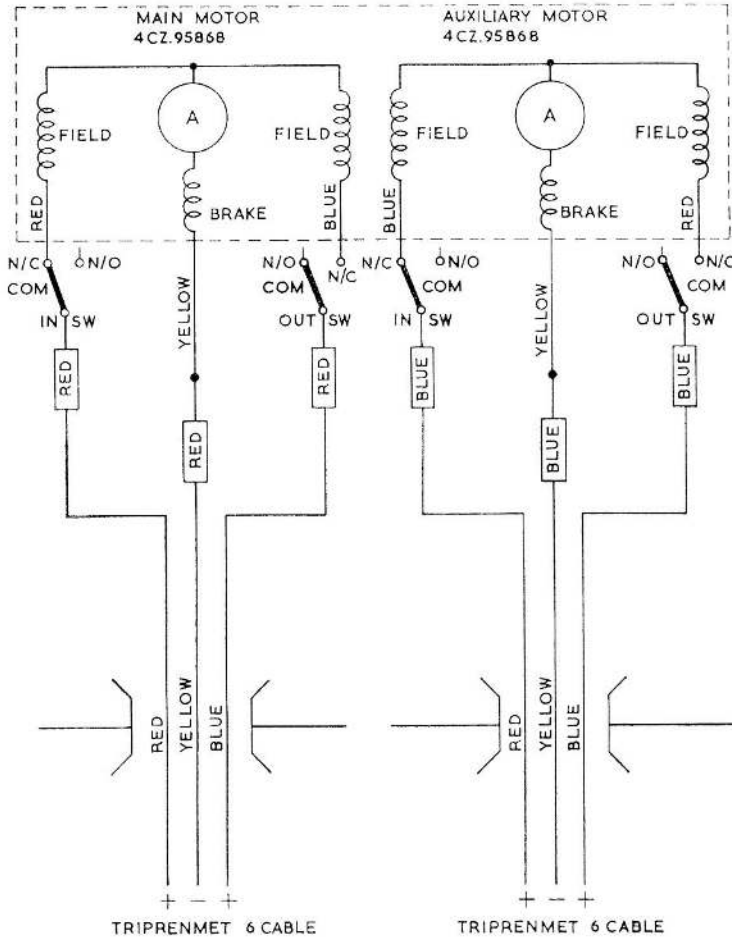 MAIN MOTOR
4CZ.95868
AUXILIARY MOTOR
4CZ.95868
A
A
FIELD
FIELD
FIELD
FIELD
RED
BRAKE
BLUE
BLUE
BRAKE
RED
N/C
N/O
N/O
N/C
N/C
N/O
N/O
N/C
COM
COM
COM
COM
IN SW
YELLOW
OUT SW
IN SW
YELLOW
OUT SW
RED
RED
BLUE
BLUE
RED
BLUE
RED
YELLOW
BLUE
RED
YELLOW
BLUE
+ - +
+ - +
TRIPRENMET 6 CABLE
TRIPRENMET 6 CABLE